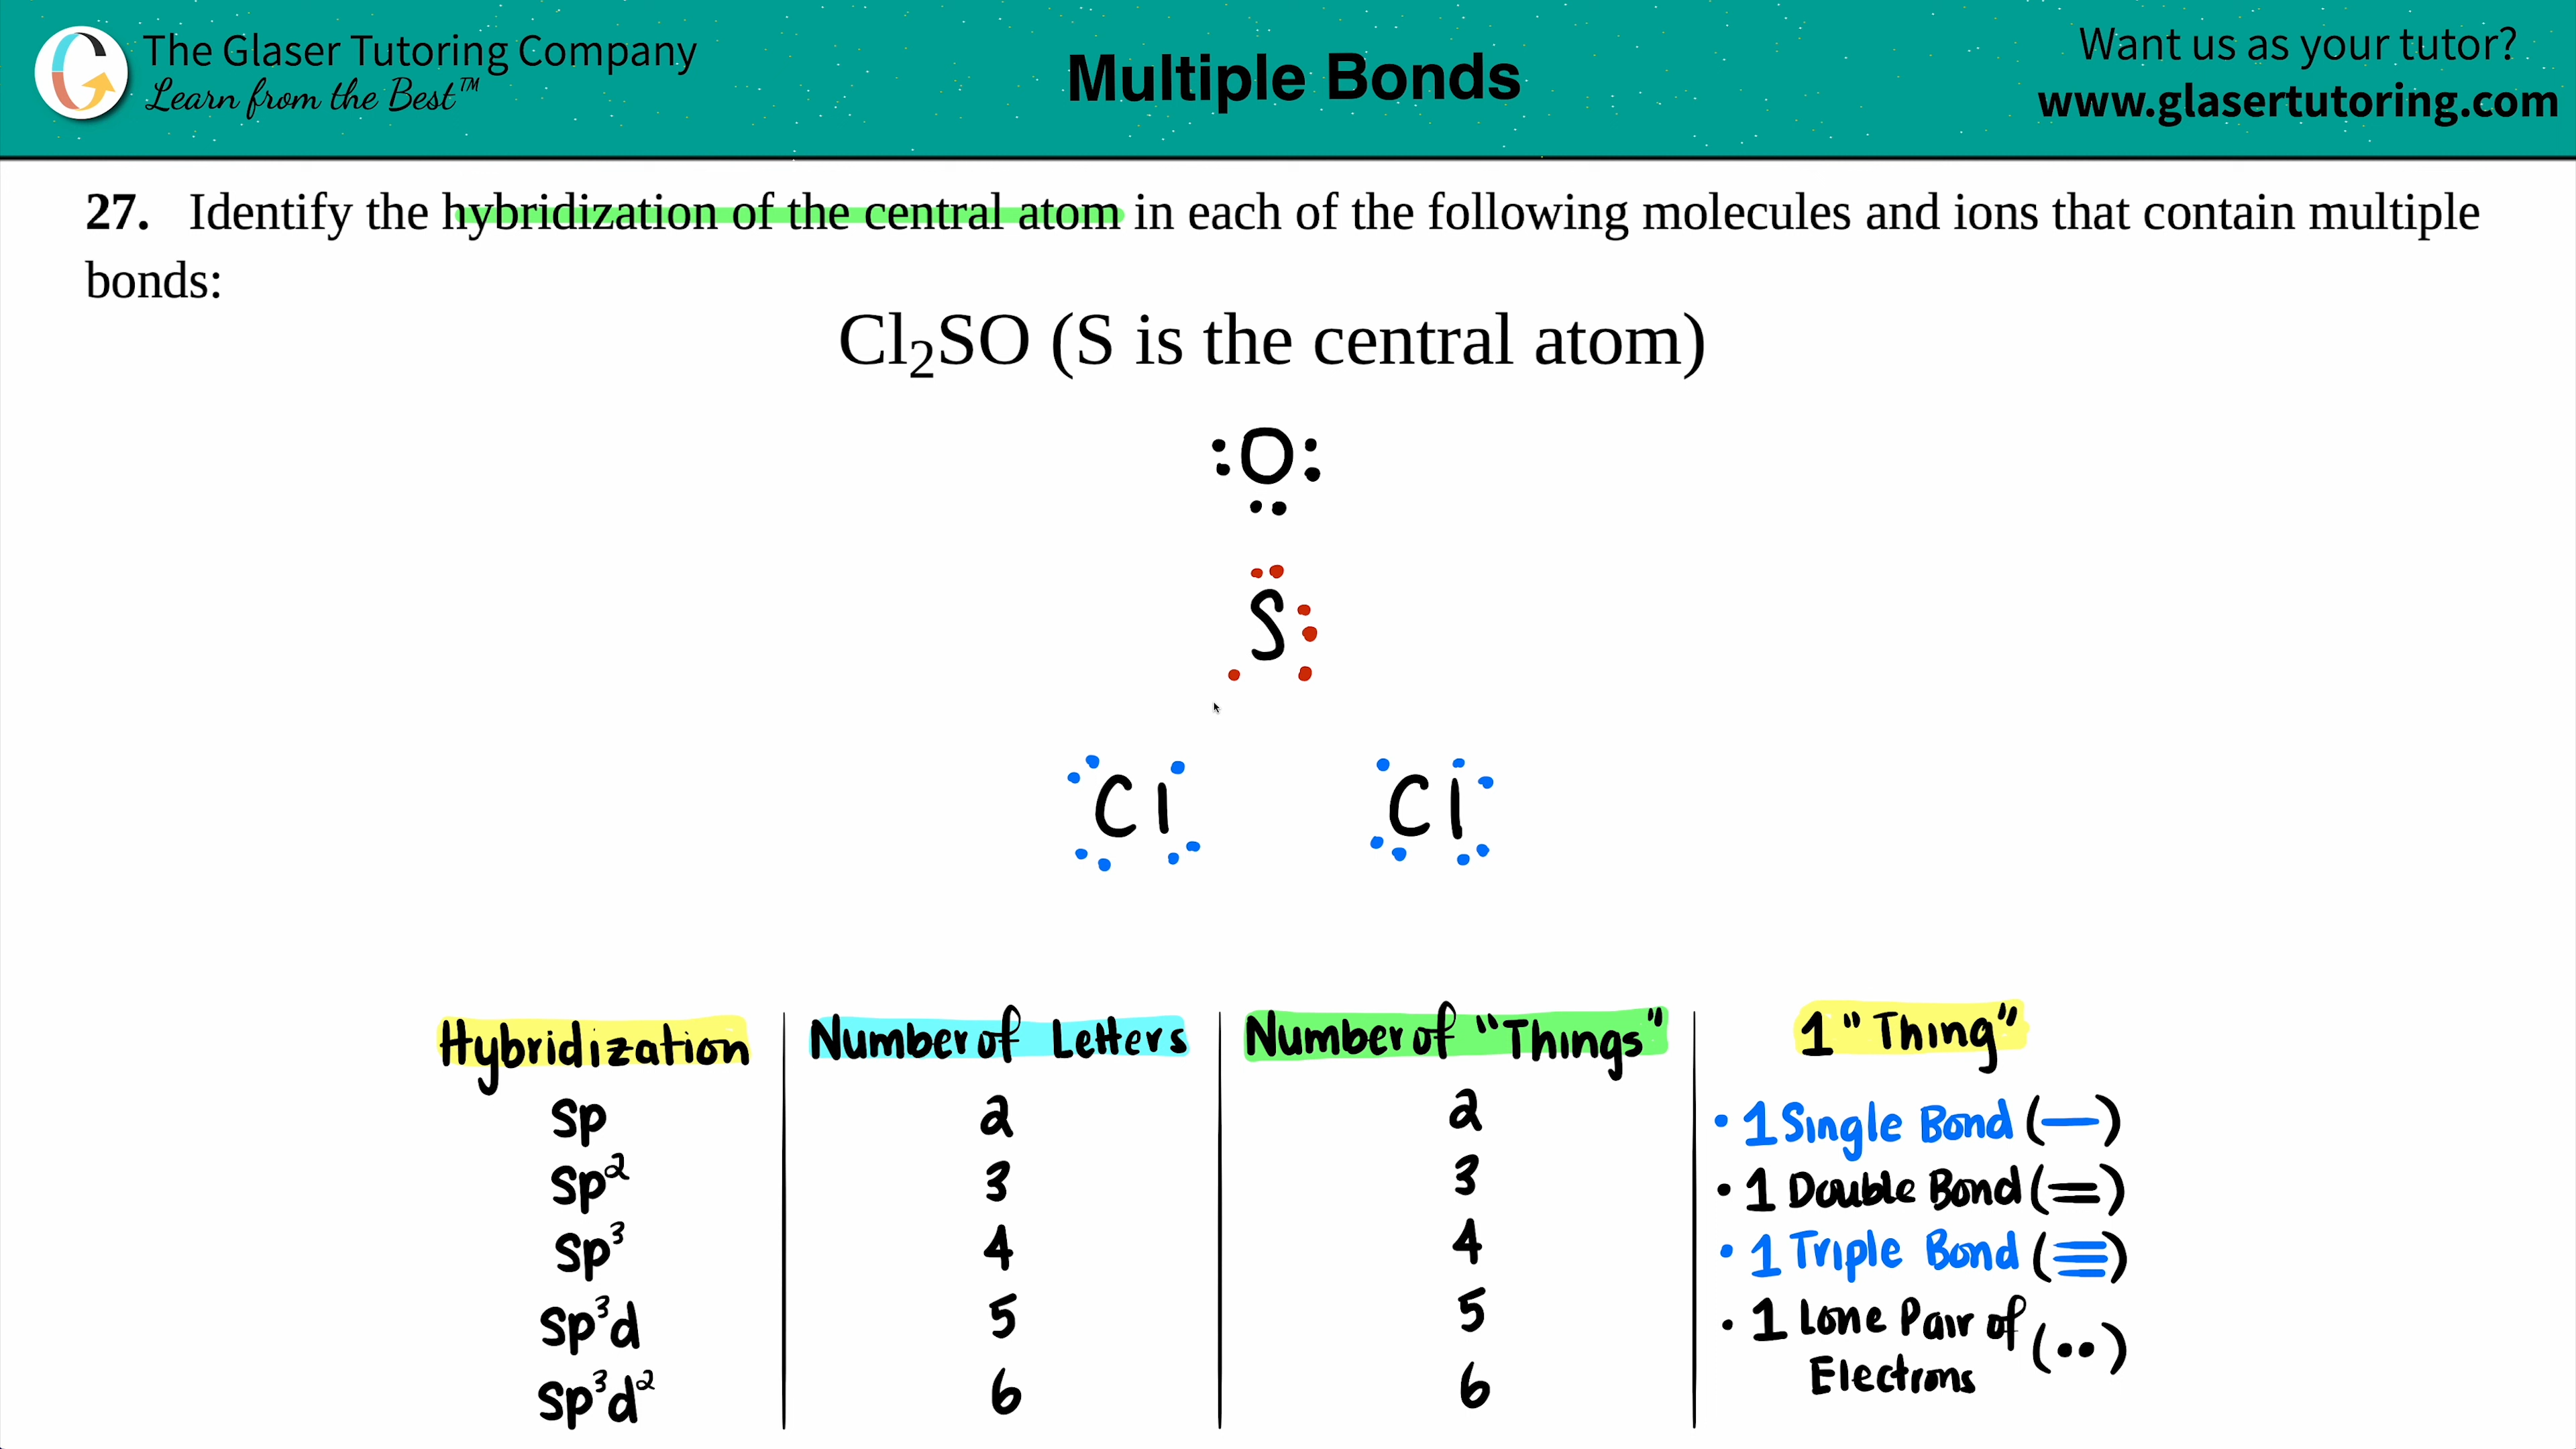 The Glaser Tutoring Company
Learn from the Best™
Multiple Bonds
Want us as your tutor?
www.glasertutoring.com
27. Identify the hybridization of the central atom in each of the following molecules and ions that contain multiple
bonds:
Cl₂SO (S is the central atom)
:O:
··
··
S:
Cl Cl
Hybridization Number of Letters Number of "Things" 1 "Thing"
sp 2 2 • 1 Single Bond (—)
sp² 3 3 • 1 Double Bond (=)
sp³ 4 4 • 1 Triple Bond (≡)
sp³d 5 5 • 1 Lone Pair of
Electrons (••)
sp³d² 6 6